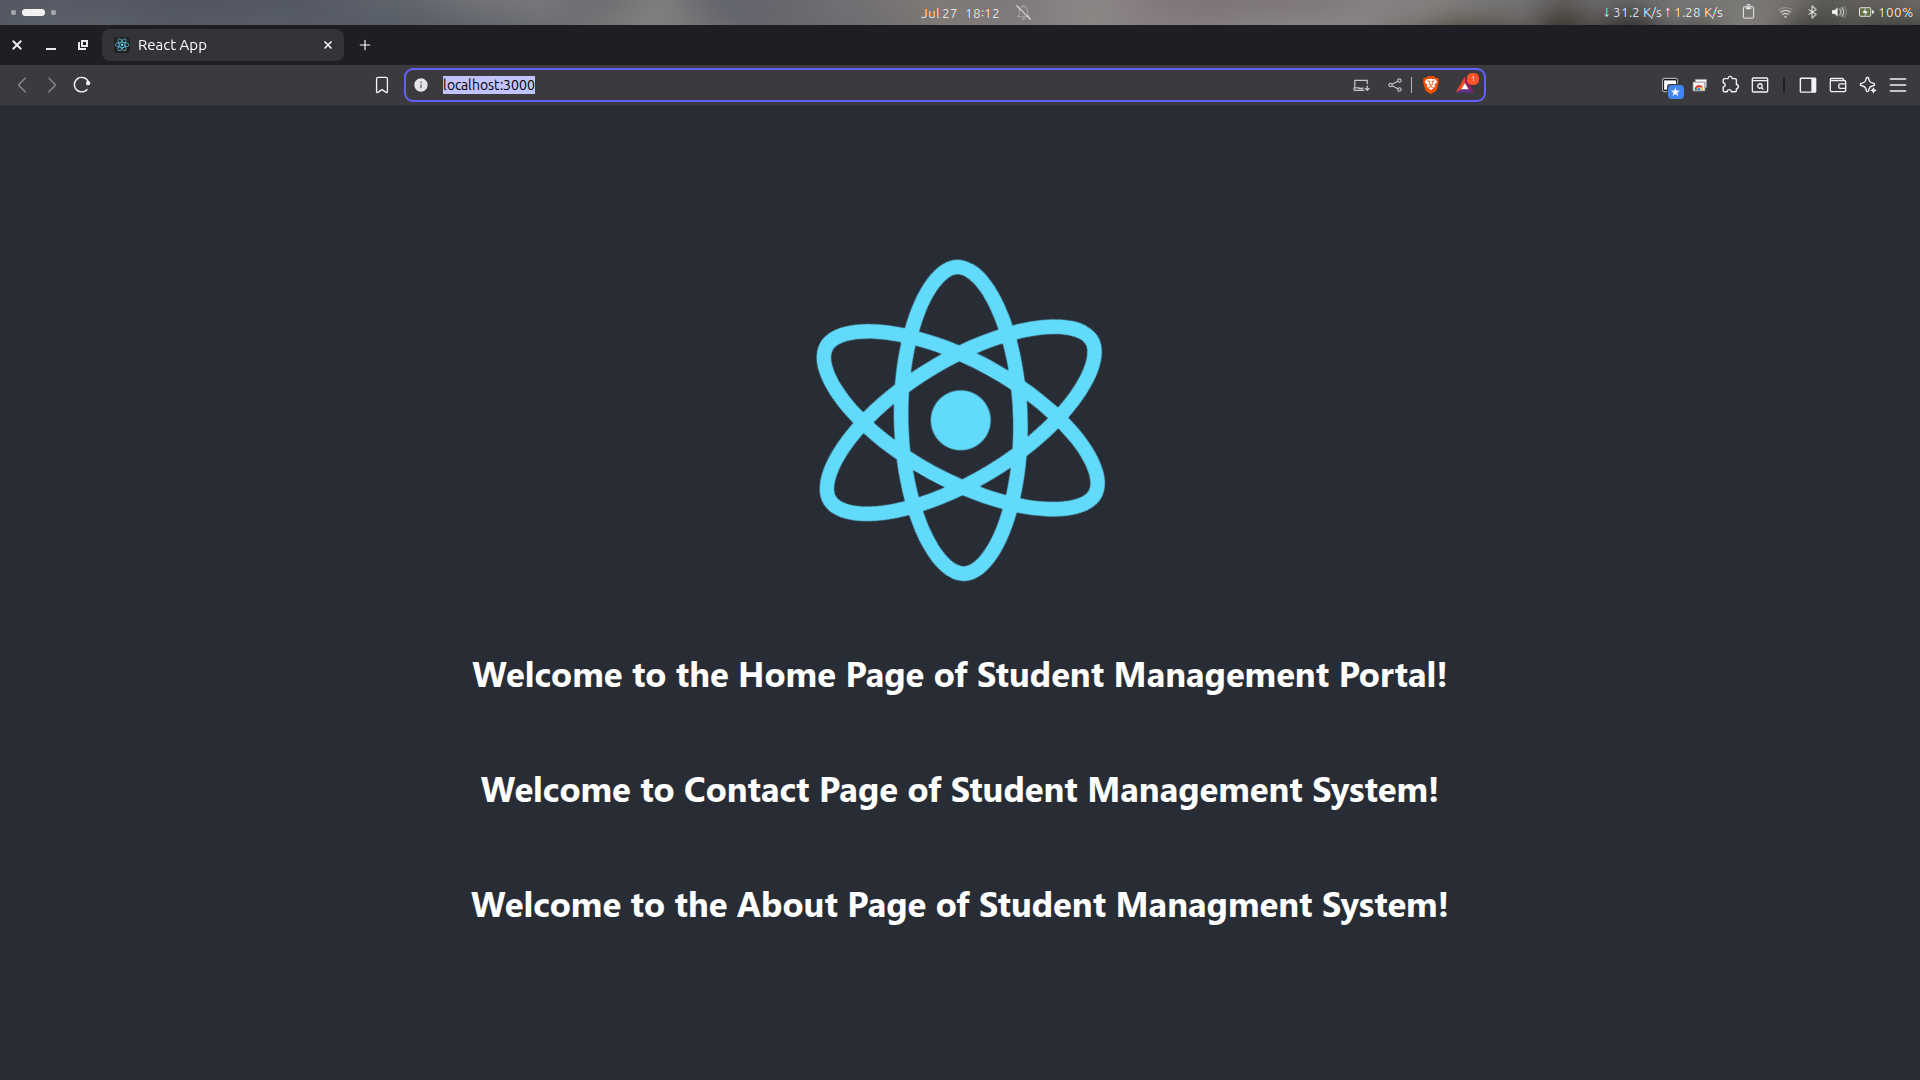 Jul 27 18:12
↓ 31.2 K/s ↑ 1.28 K/s
100%
React App
localhost:3000
1
Welcome to the Home Page of Student Management Portal!
Welcome to Contact Page of Student Management System!
Welcome to the About Page of Student Managment System!